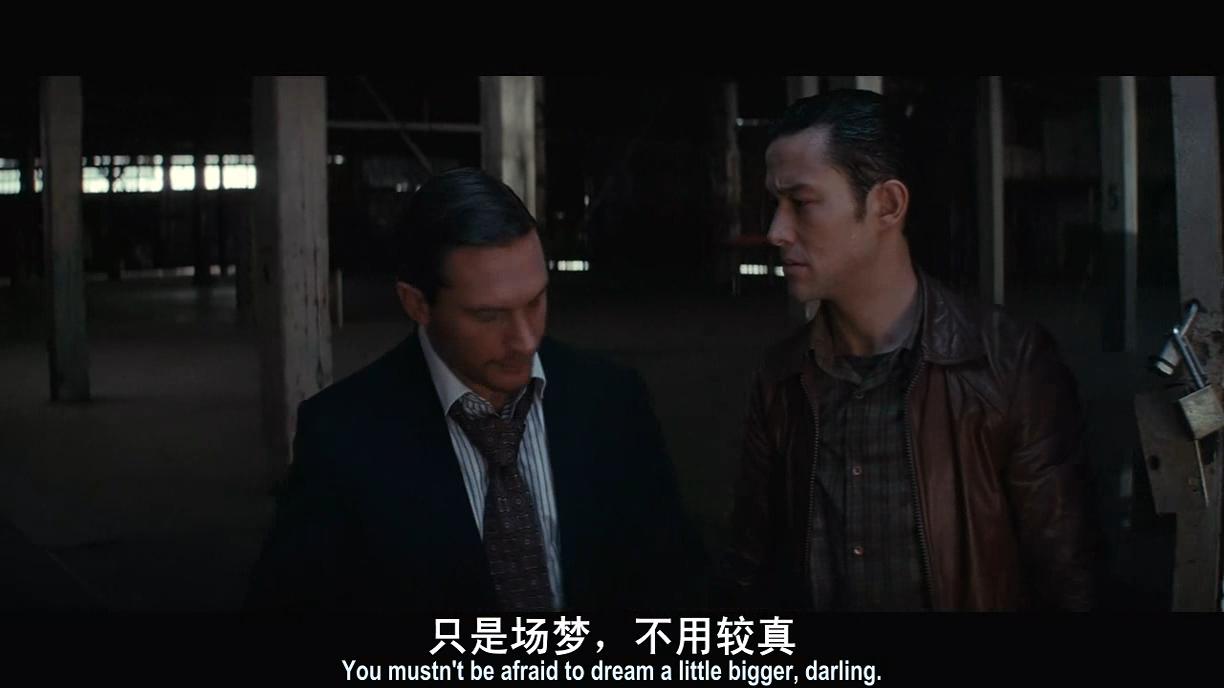 只是场梦，不用较真
You mustn't be afraid to dream a little bigger, darling.